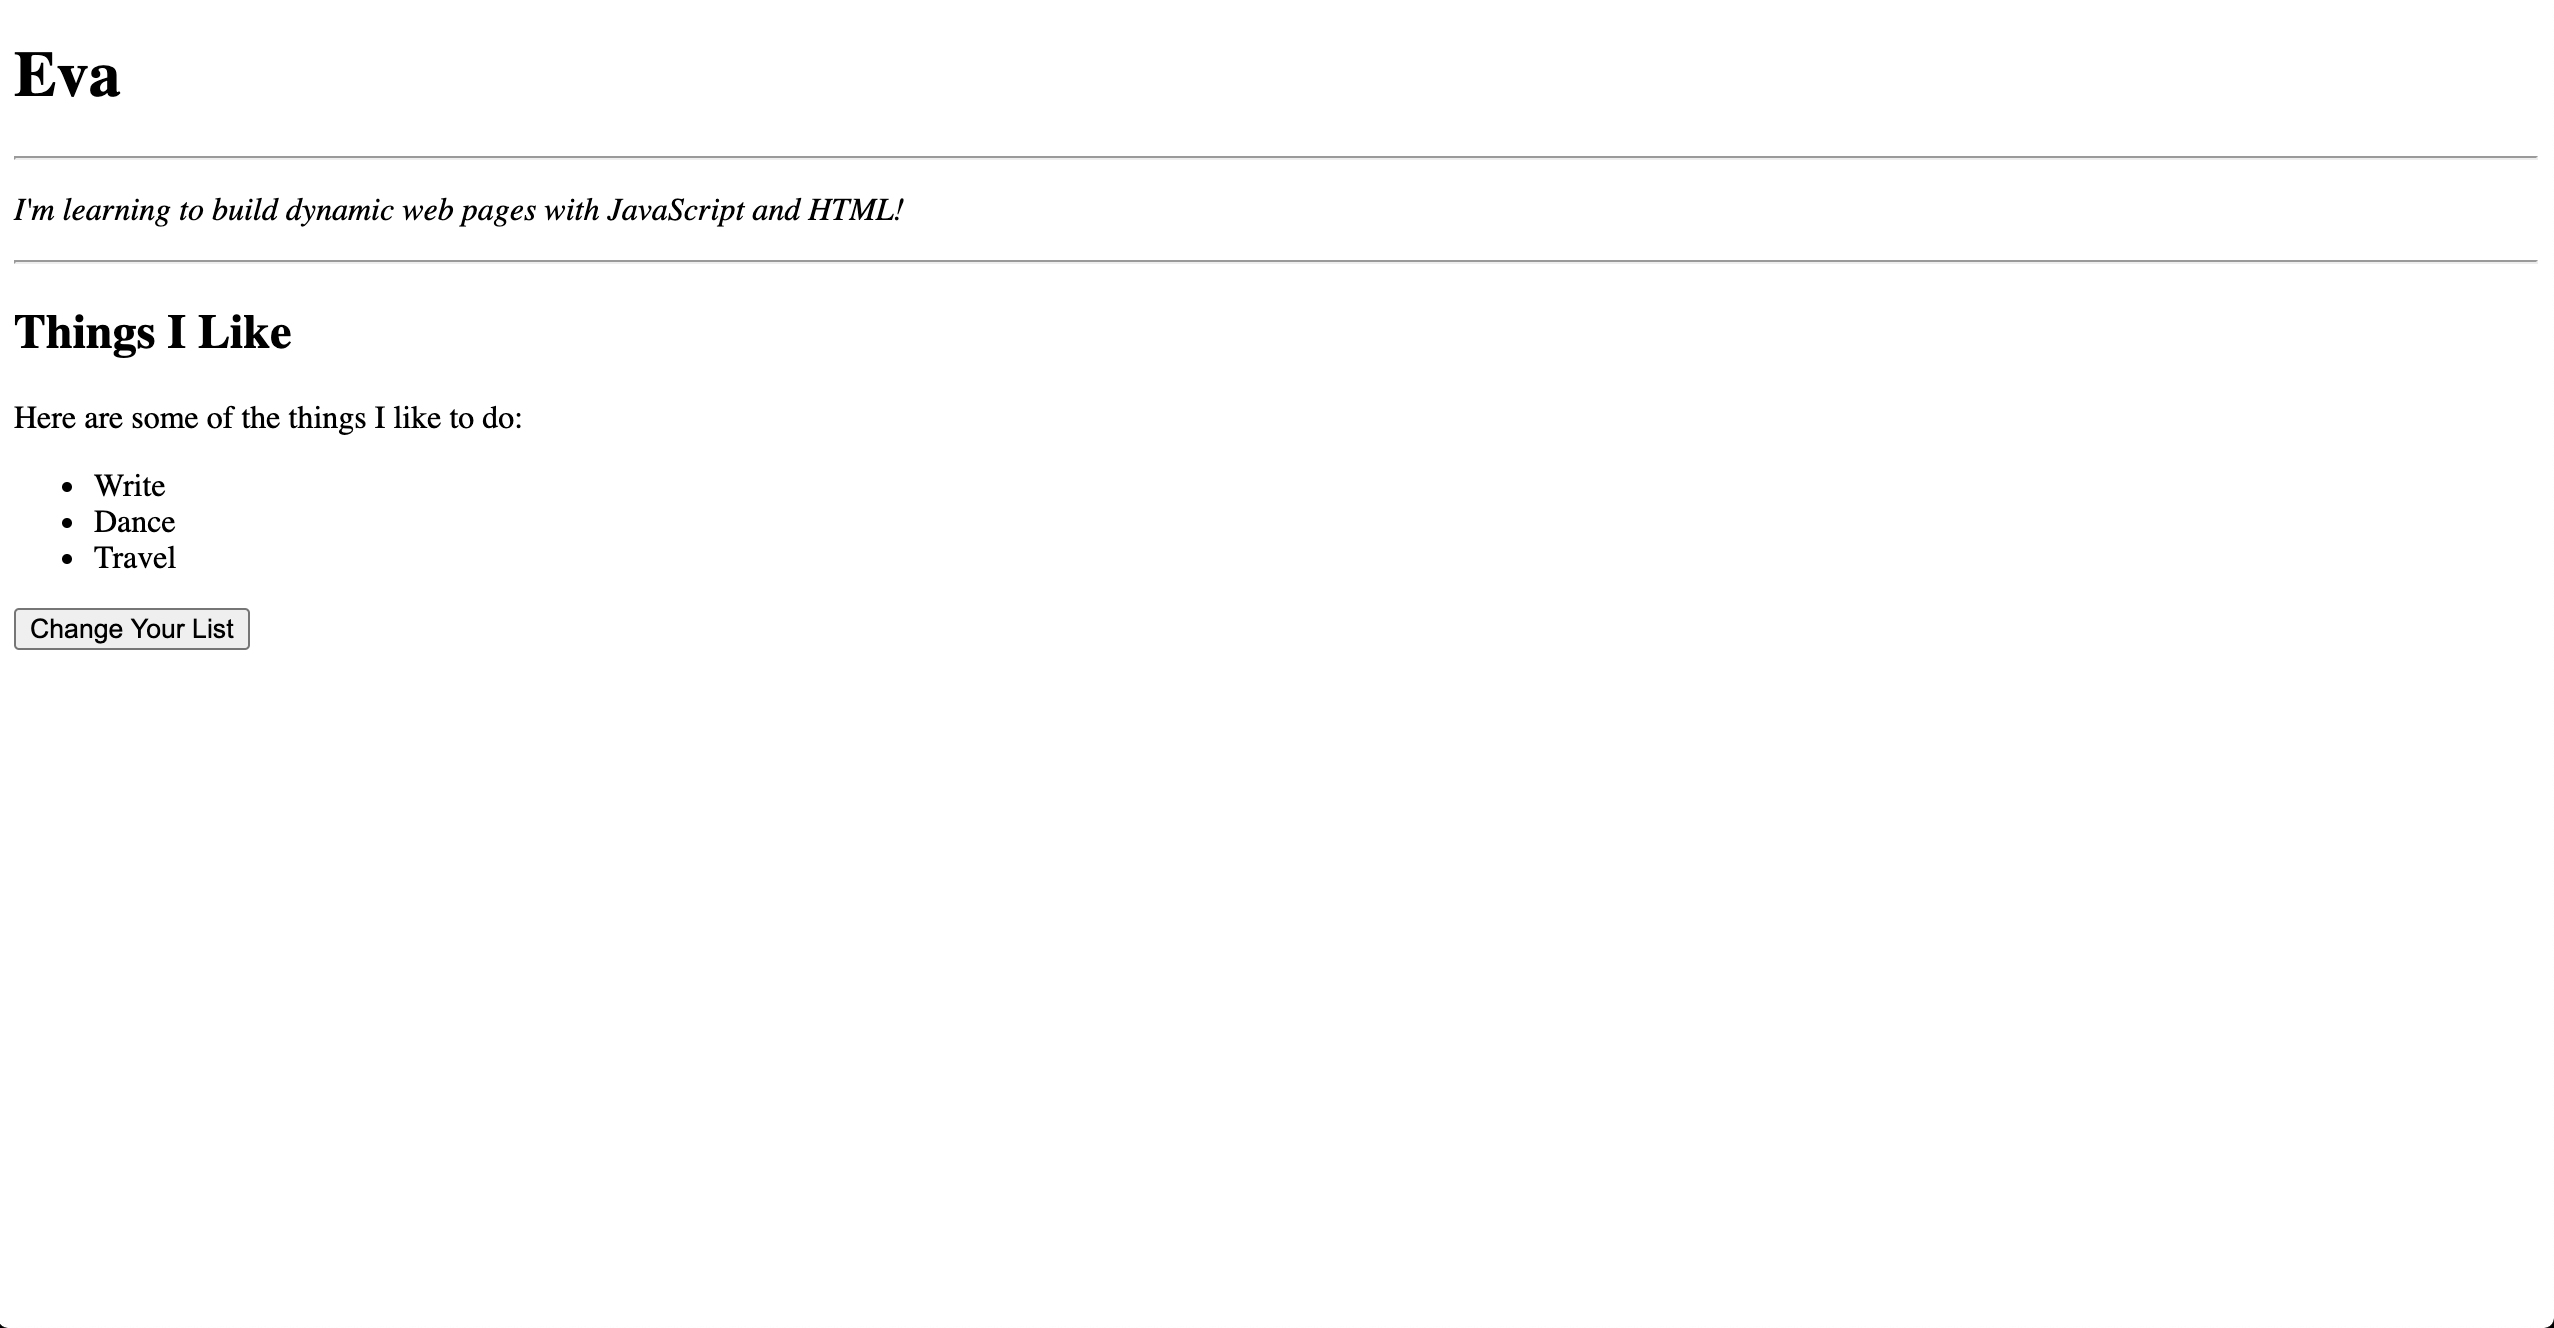 Eva
I'm learning to build dynamic web pages with JavaScript and HTML!
Things I Like
Here are some of the things I like to do:
Write
Dance
Travel
Change Your List